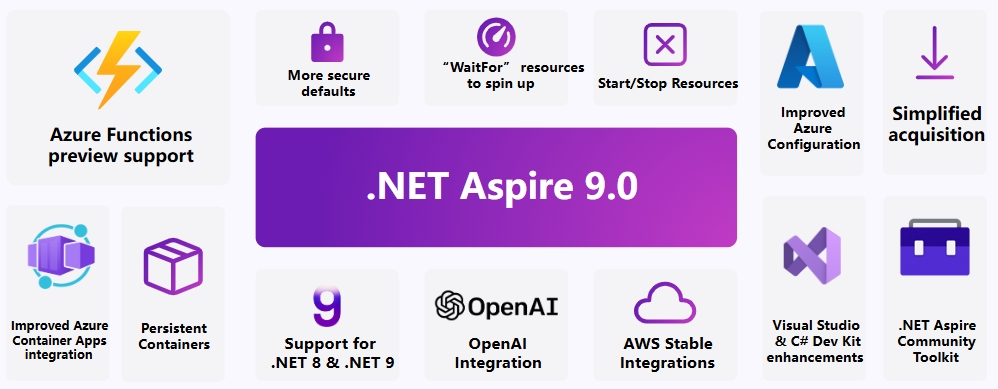 Azure Functions
preview support
More secure
defaults
“WaitFor” resources
to spin up
Start/Stop Resources
Improved
Azure
Configuration
Simplified
acquisition
.NET Aspire 9.0
Improved Azure
Container Apps
integration
Persistent
Containers
9
Support for
.NET 8 & .NET 9
OpenAI
OpenAI
Integration
AWS Stable
Integrations
Visual Studio
& C# Dev Kit
enhancements
.NET Aspire
Community
Toolkit